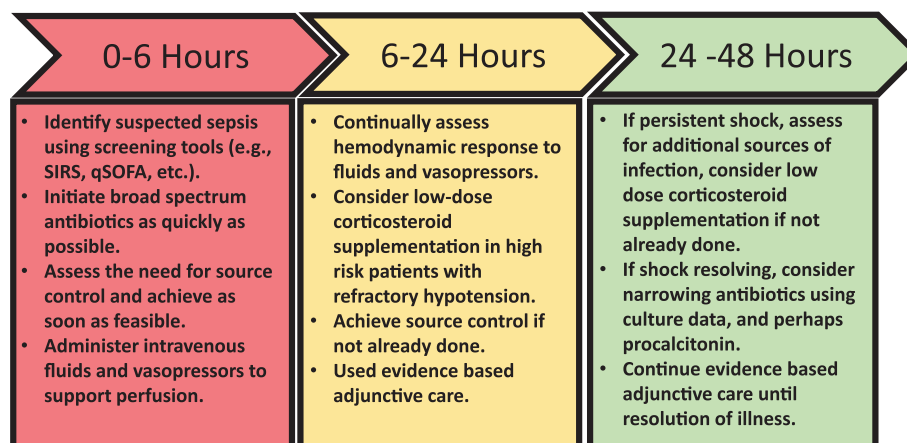 0-6 Hours
• Identify suspected sepsis
using screening tools (e.g.,
SIRS, qSOFA, etc.).
• Initiate broad spectrum
antibiotics as quickly as
possible.
• Assess the need for source
control and achieve as
soon as feasible.
• Administer intravenous
fluids and vasopressors to
support perfusion.
6-24 Hours
• Continually assess
hemodynamic response to
fluids and vasopressors.
• Consider low-dose
corticosteroid
supplementation in high
risk patients with
refractory hypotension.
• Achieve source control if
not already done.
• Used evidence based
adjunctive care.
24 -48 Hours
• If persistent shock, assess
for additional sources of
infection, consider low
dose corticosteroid
supplementation if not
already done.
• If shock resolving, consider
narrowing antibiotics using
culture data, and perhaps
procalcitonin.
• Continue evidence based
adjunctive care until
resolution of illness.